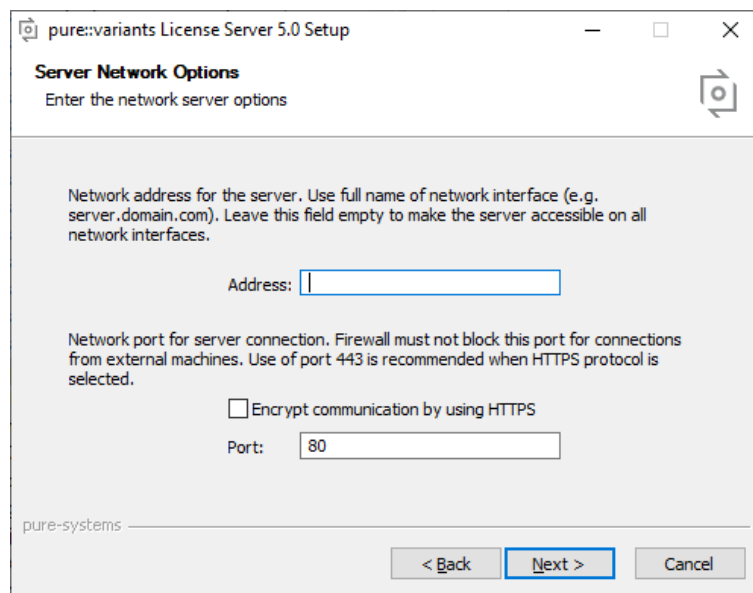 pure::variants License Server 5.0 Setup
Server Network Options
Enter the network server options
Network address for the server. Use full name of network interface (e.g.
server.domain.com). Leave this field empty to make the server accessible on all
network interfaces.
Address:
Network port for server connection. Firewall must not block this port for connections
from external machines. Use of port 443 is recommended when HTTPS protocol is
selected.
Encrypt communication by using HTTPS
Port: 80
pure-systems
< Back Next > Cancel